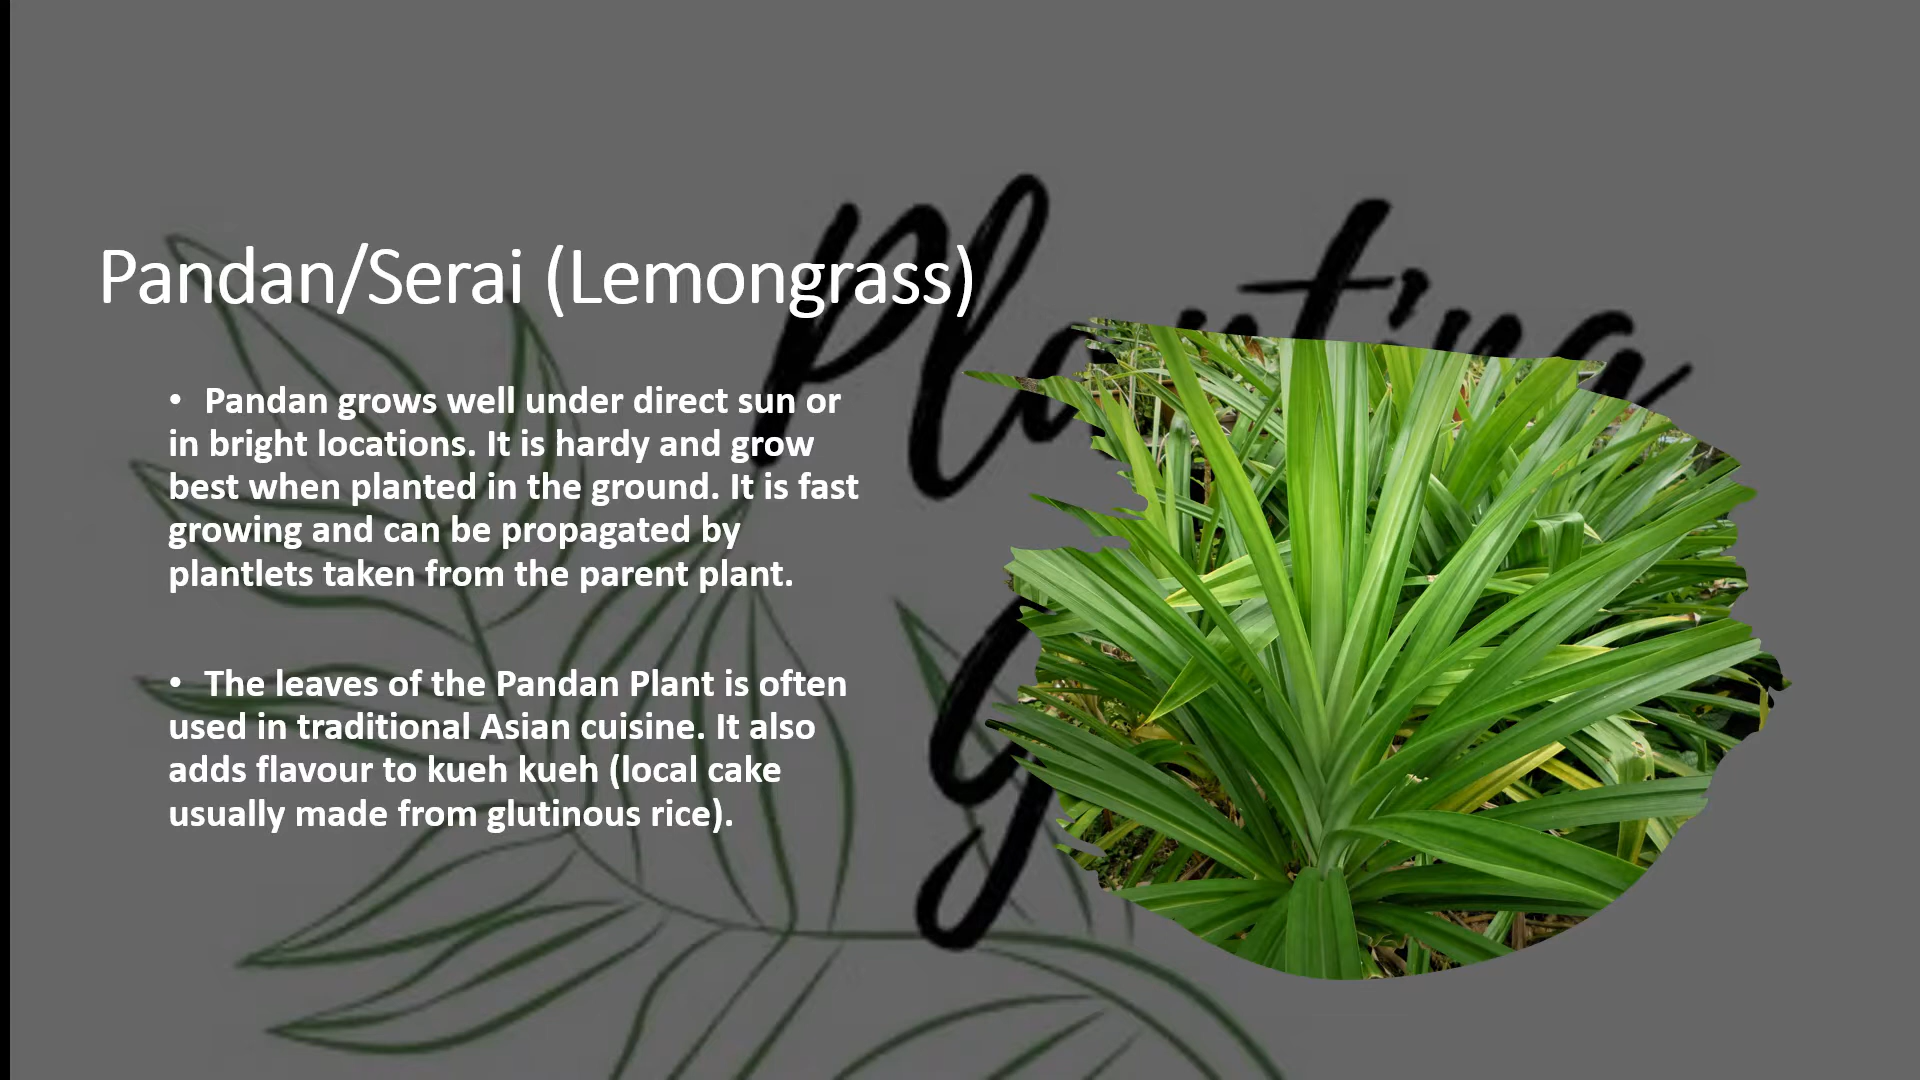 Planting
Pandan/Serai (Lemongrass)
• Pandan grows well under direct sun or
in bright locations. It is hardy and grow
best when planted in the ground. It is fast
growing and can be propagated by
plantlets taken from the parent plant.
• The leaves of the Pandan Plant is often
used in traditional Asian cuisine. It also
adds flavour to kueh kueh (local cake
usually made from glutinous rice).